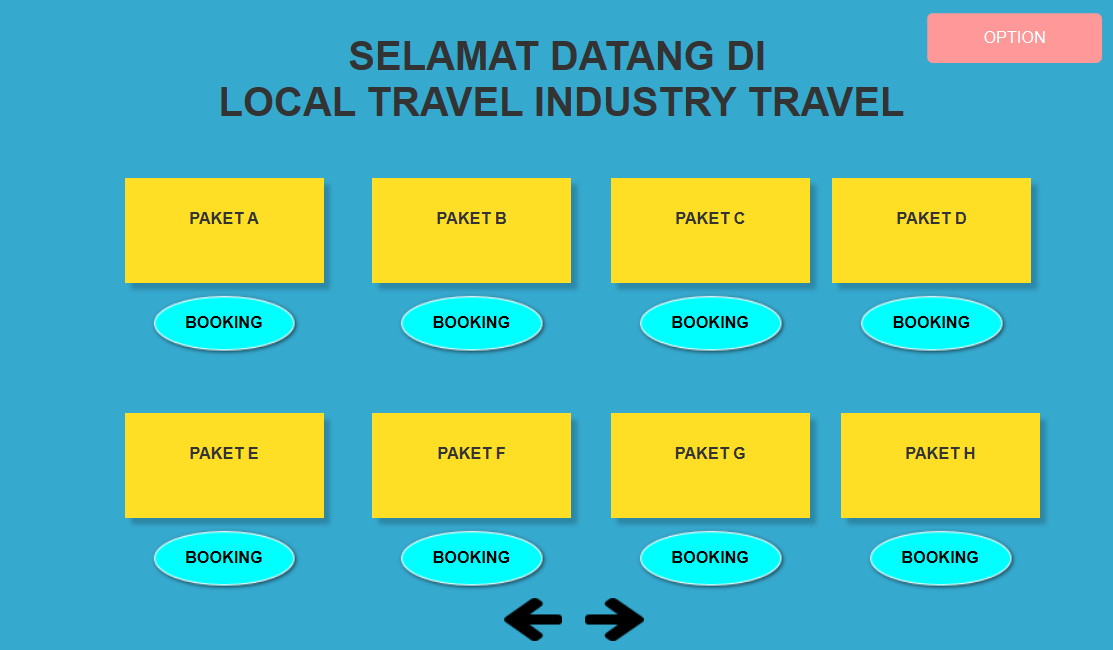 OPTION
SELAMAT DATANG DI
LOCAL TRAVEL INDUSTRY TRAVEL
PAKET A
PAKET B
PAKET C
PAKET D
BOOKING
BOOKING
BOOKING
BOOKING
PAKET E
PAKET F
PAKET G
PAKET H
BOOKING
BOOKING
BOOKING
BOOKING